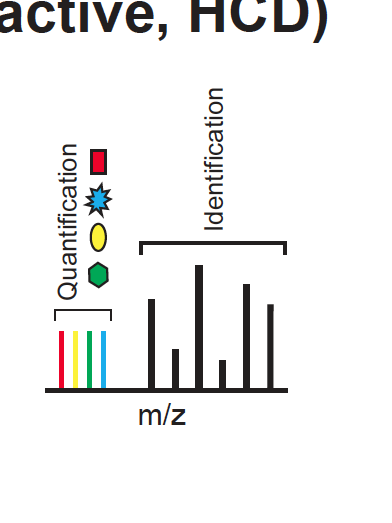 active, HCD)
Quantification
Identification
m/z